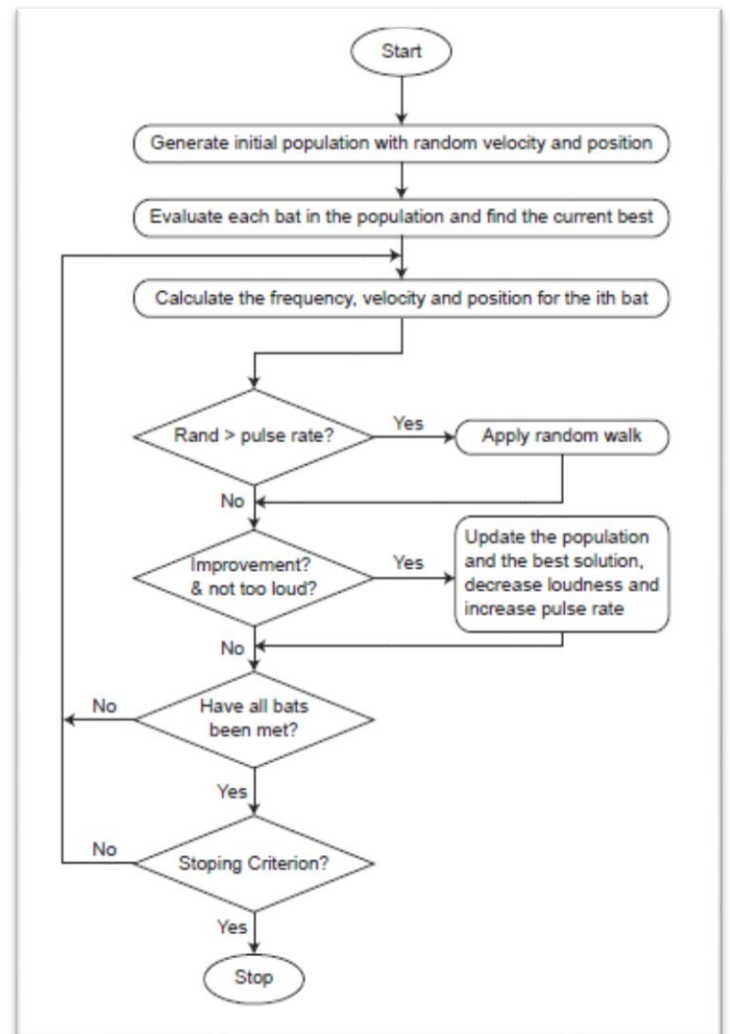 Start
Generate initial population with random velocity and position
Evaluate each bat in the population and find the current best
Calculate the frequency, velocity and position for the ith bat
Rand > pulse rate?
Yes
Apply random walk
No
Improvement?
& not too loud?
Yes
Update the population
and the best solution,
decrease loudness and
increase pulse rate
No
Have all bats
been met?
No
Yes
Stoping Criterion?
No
Yes
Stop